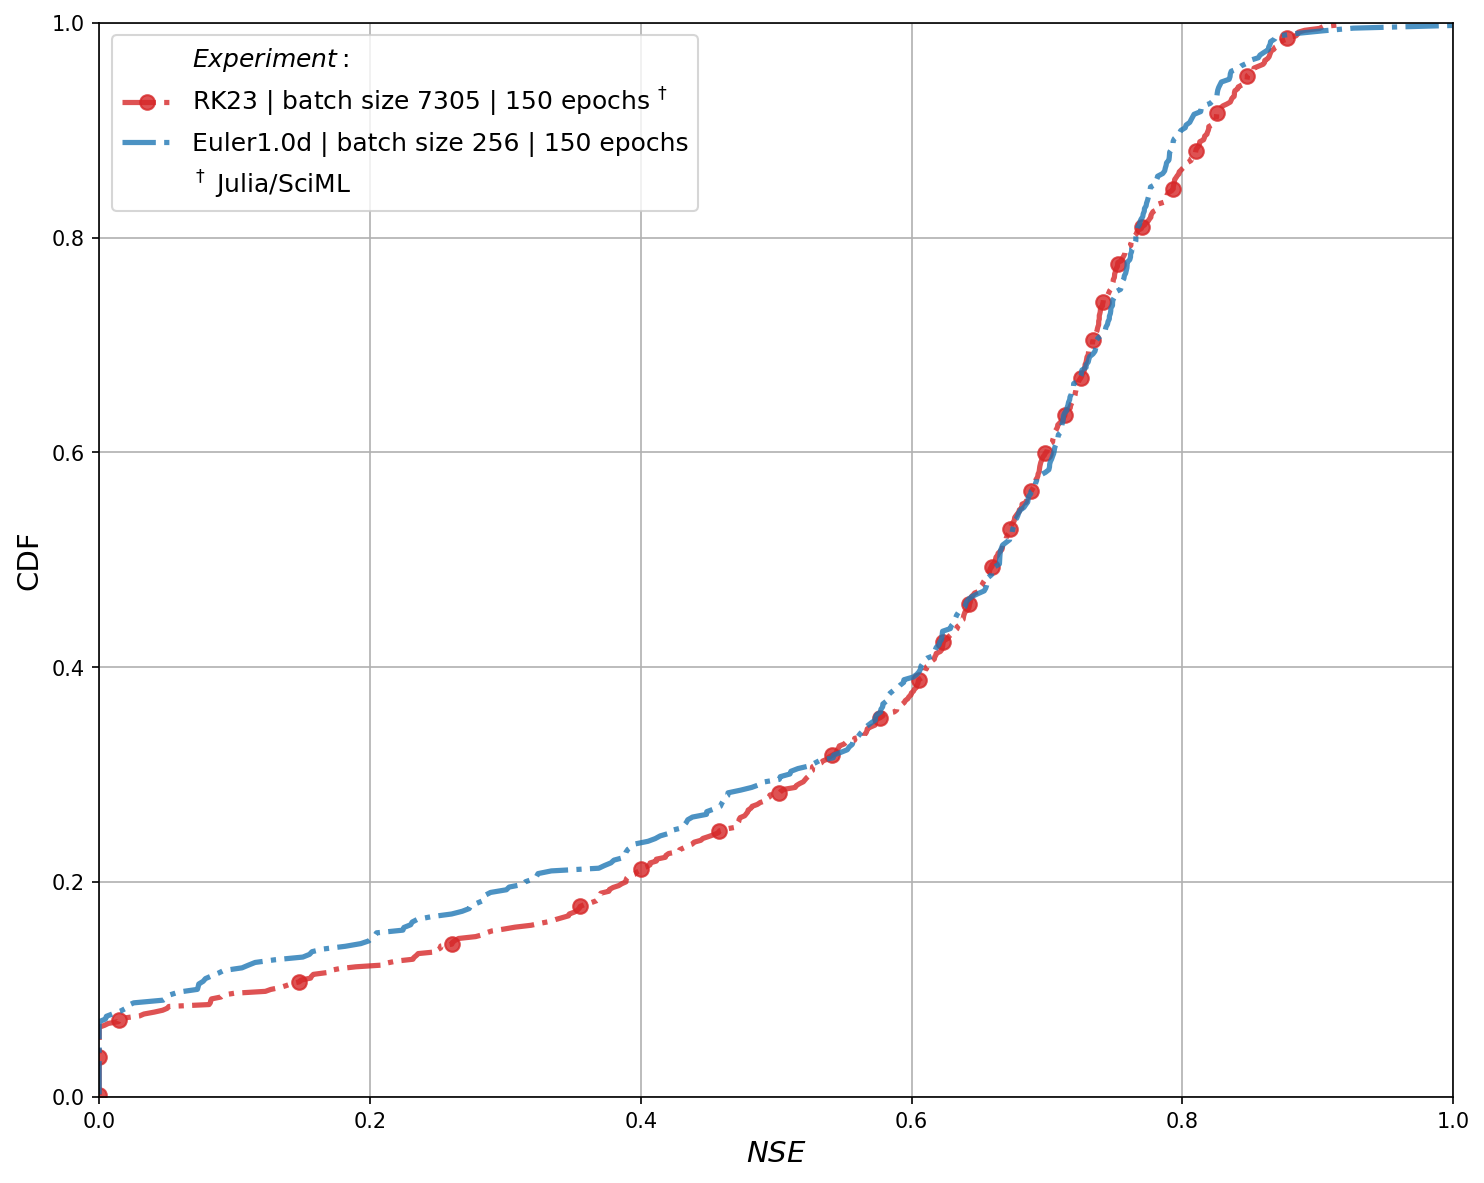 1.0
0.8
0.6
0.4
0.2
0.0
CDF
Experiment:
RK23 | batch size 7305 | 150 epochs †
Euler1.0d | batch size 256 | 150 epochs
† Julia/SciML
0.0 0.2 0.4 0.6 0.8 1.0
NSE